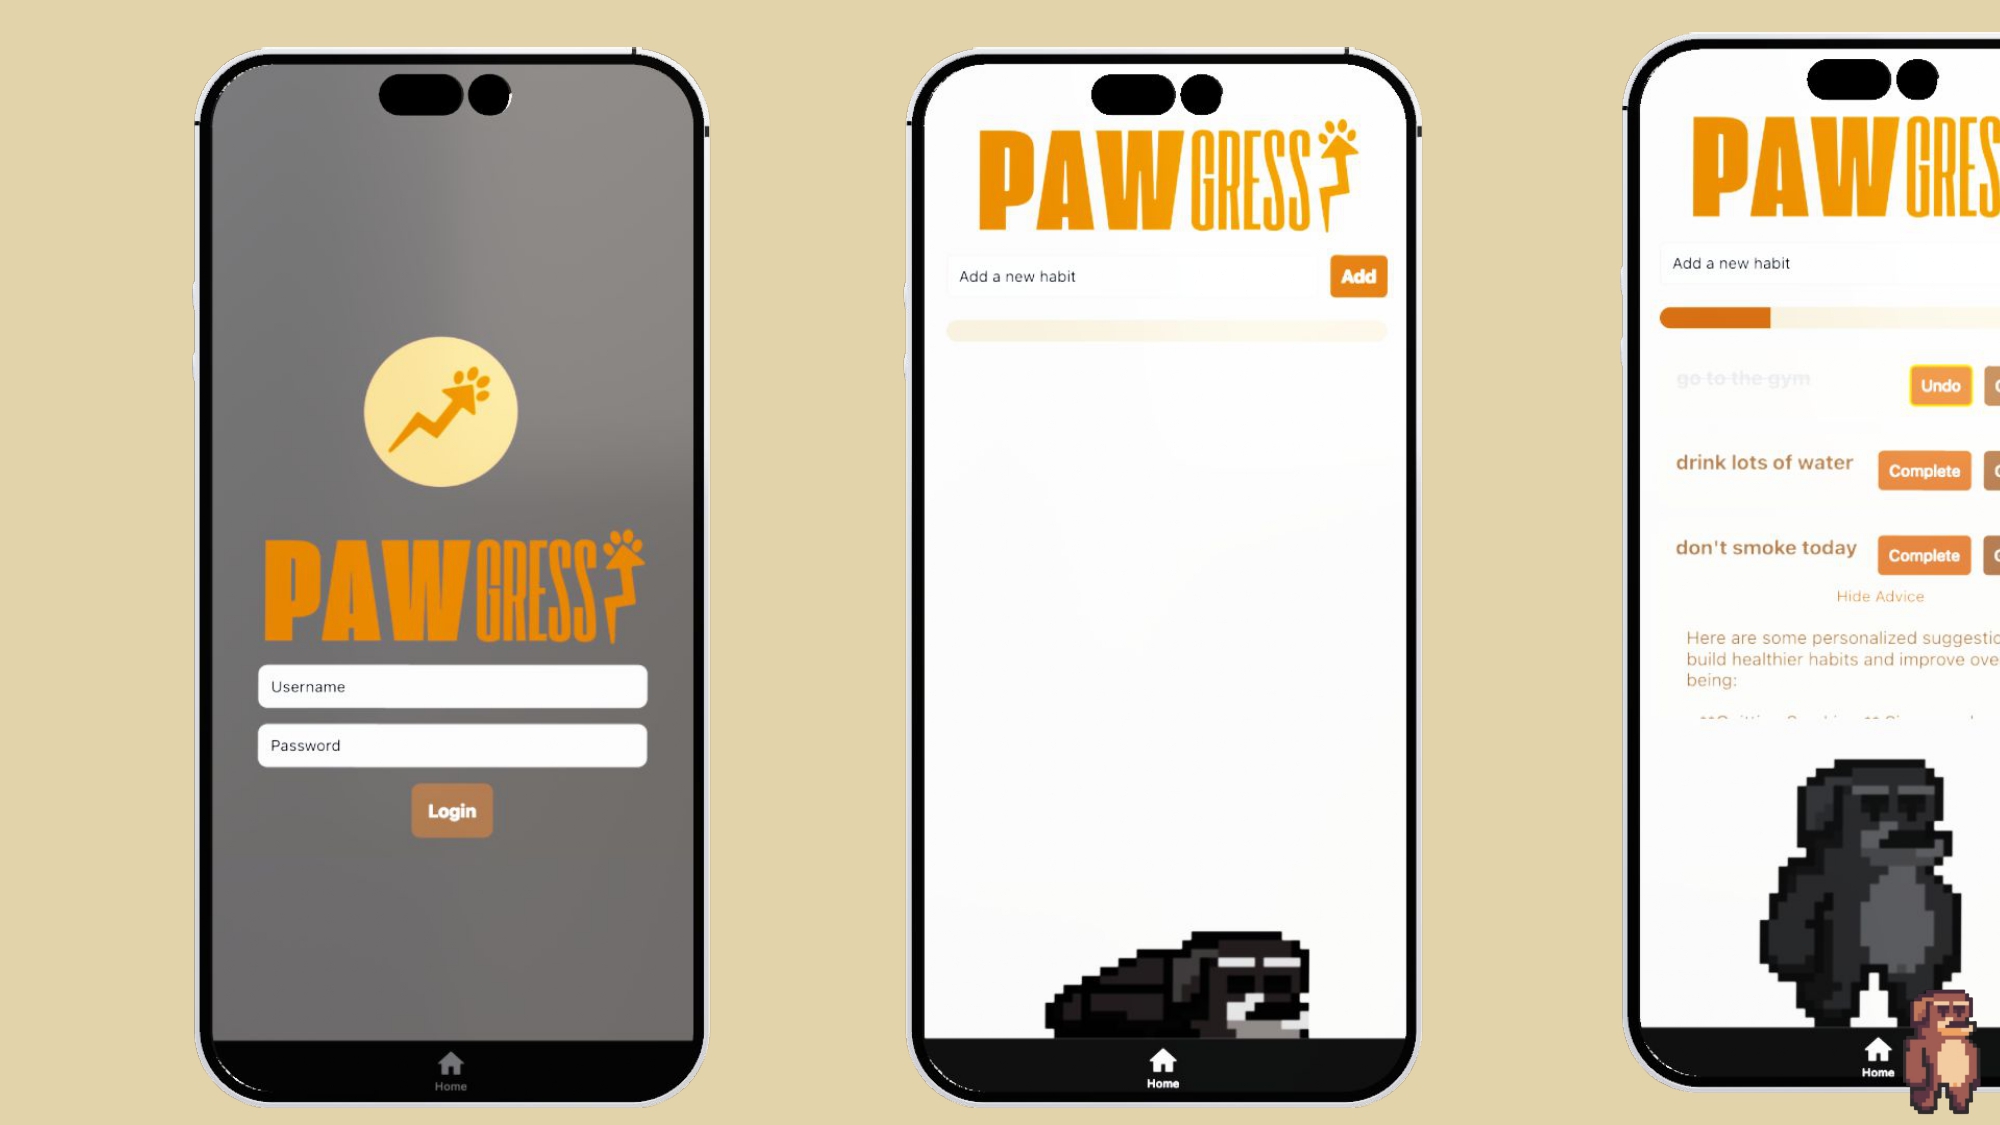 PAWGRESS
Username
Password
Login
Home
PAWGRESS
Add a new habit
Add
Home
PAWGRES
Add a new habit
go to the gym
Undo
drink lots of water
Complete
don't smoke today
Complete
Hide Advice
Here are some personalized
build healthier habits and improve
being:
Home